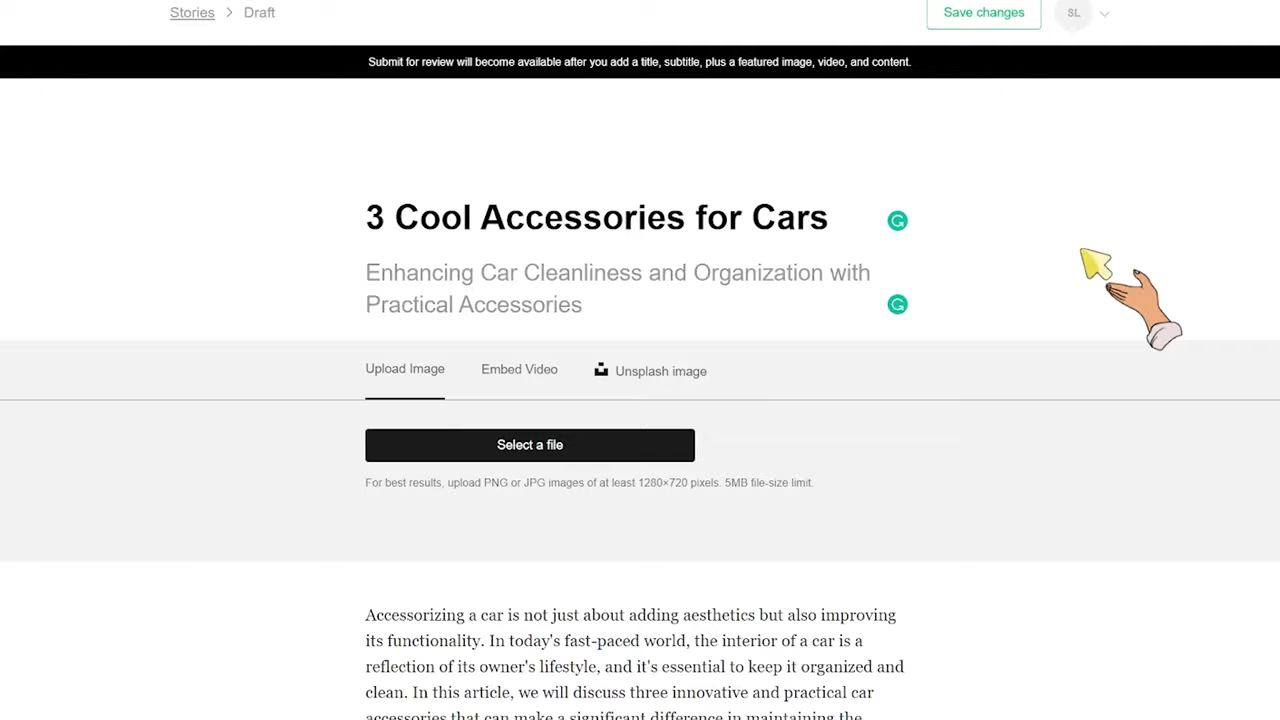 Stories > Draft
Save changes
SL
Submit for review will become available after you add a title, subtitle, plus a featured image, video, and content.
3 Cool Accessories for Cars
Enhancing Car Cleanliness and Organization with
Practical Accessories
Upload Image
Embed Video
Unsplash image
Select a file
For best results, upload PNG or JPG images of at least 1280×720 pixels. 5MB file-size limit.
Accessorizing a car is not just about adding aesthetics but also improving
its functionality. In today's fast-paced world, the interior of a car is a
reflection of its owner's lifestyle, and it's essential to keep it organized and
clean. In this article, we will discuss three innovative and practical car
accessories that can make a significant difference in maintaining the